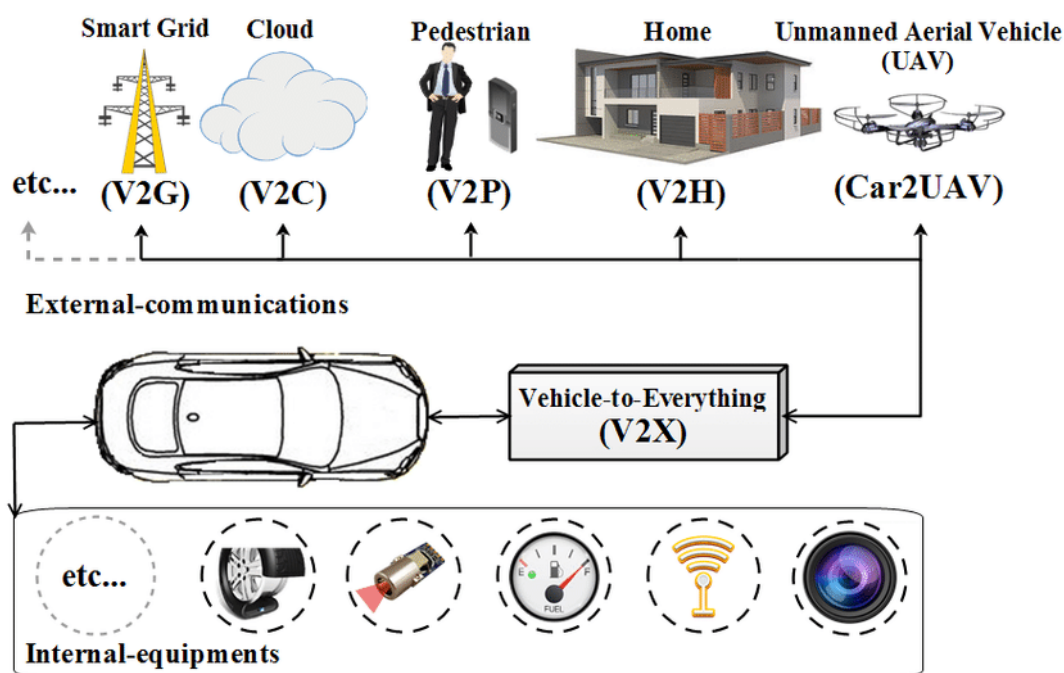 Smart Grid
Cloud
Pedestrian
Home
Unmanned Aerial Vehicle
(UAV)
etc...
(V2G)
(V2C)
(V2P)
(V2H)
(Car2UAV)
External-communications
Vehicle-to-Everything
(V2X)
etc...
E
F
FUEL
Internal-equipments